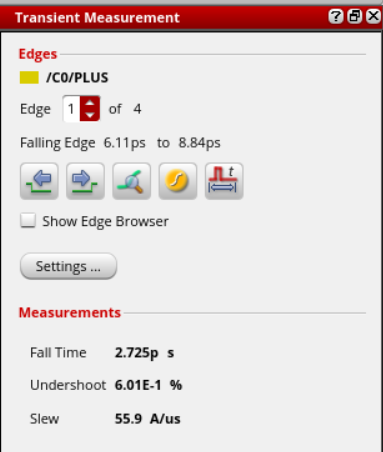 Transient Measurement
Edges
/C0/PLUS
Edge 1 of 4
Falling Edge 6.11ps to 8.84ps
t
Show Edge Browser
Settings ...
Measurements
Fall Time 2.725p s
Undershoot 6.01E-1 %
Slew 55.9 A/us